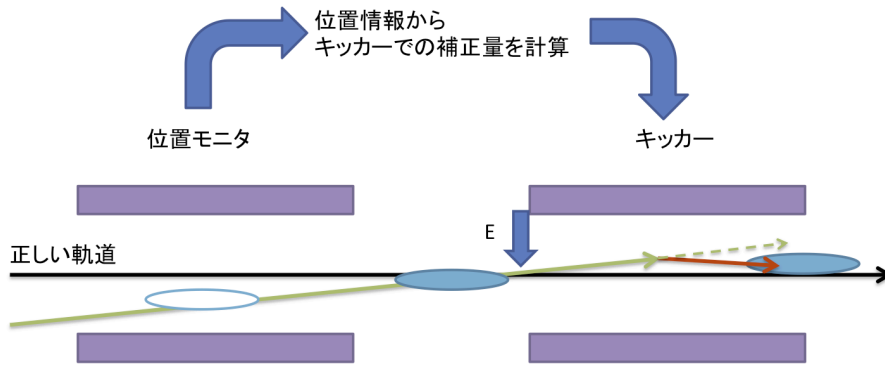 位置情報から
キッカーでの補正量を計算
位置モニタ
キッカー
E
正しい軌道